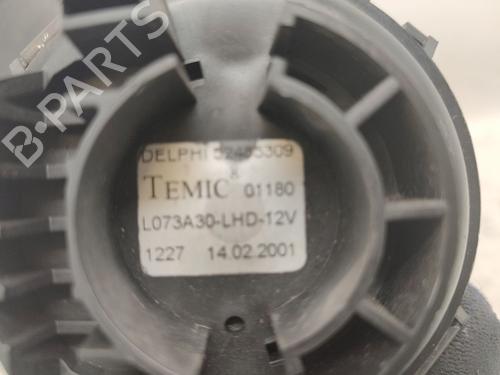 B-PARTS
DELPHI 52485309
TEMIC® 01180
L073A30-LHD-12V
1227 14.02.2001